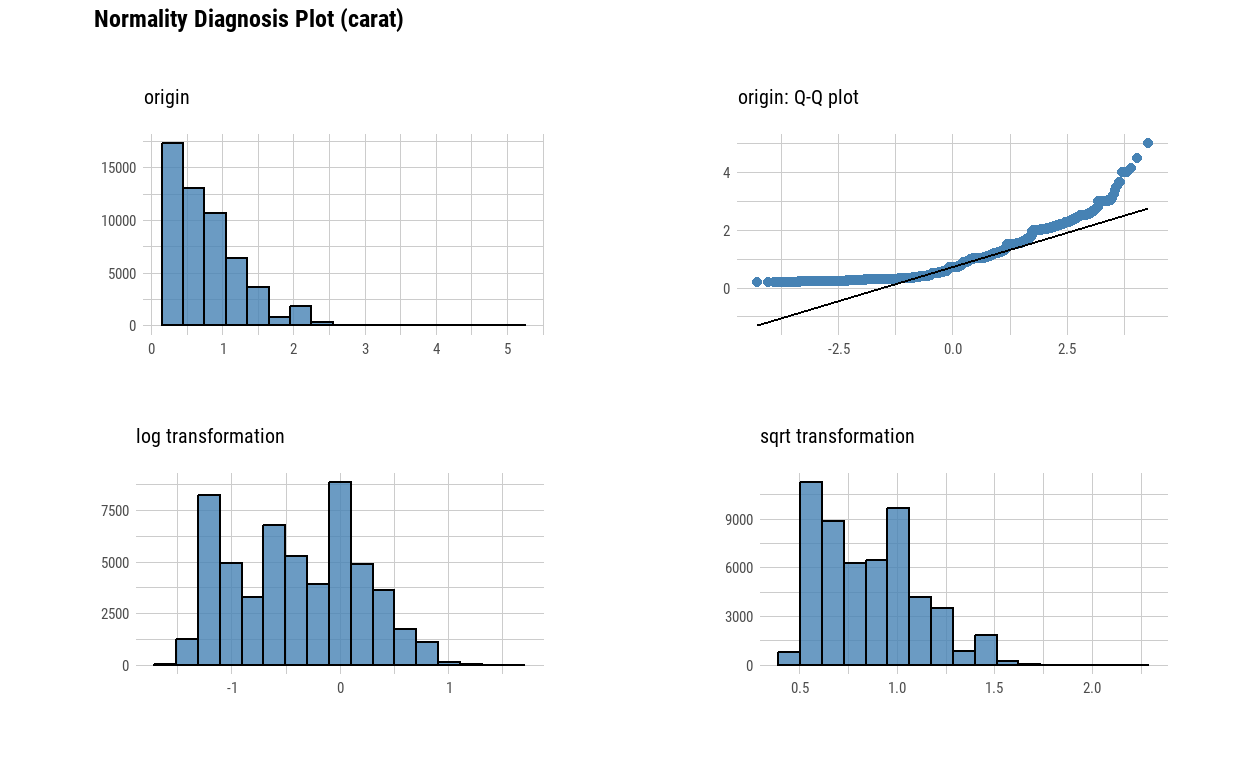 Normality Diagnosis Plot (carat)
origin
15000
10000
5000
0
0 1 2 3 4 5
origin: Q-Q plot
4
2
0
-2.5 0.0 2.5
log transformation
7500
5000
2500
0
-1 0 1
sqrt transformation
9000
6000
3000
0
0.5 1.0 1.5 2.0